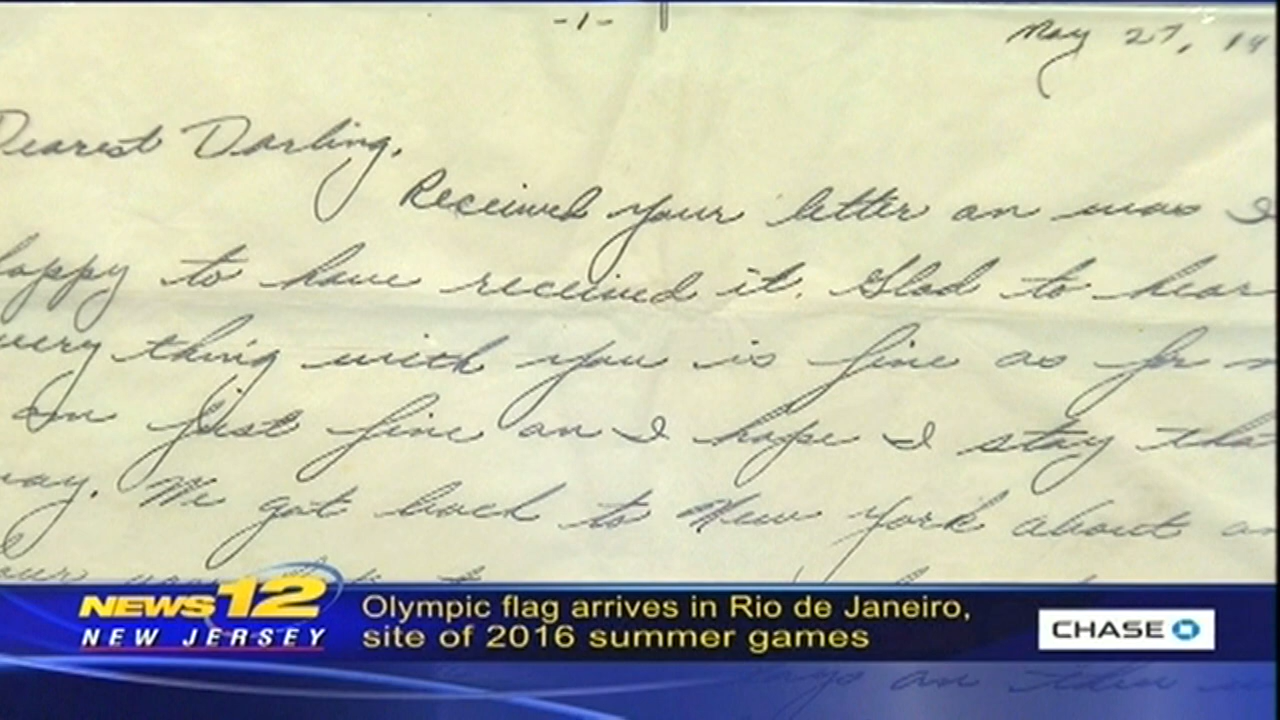 -1-
May 27, 19
Dearest Darling,
Received your letter an was I
happy to have received it. Glad to hear
every thing with you is fine as for m
am just fine an I hope I stay that
way. We got back to New York about an
NEWS 12
NEW JERSEY
Olympic flag arrives in Rio de Janeiro,
site of 2016 summer games
CHASE